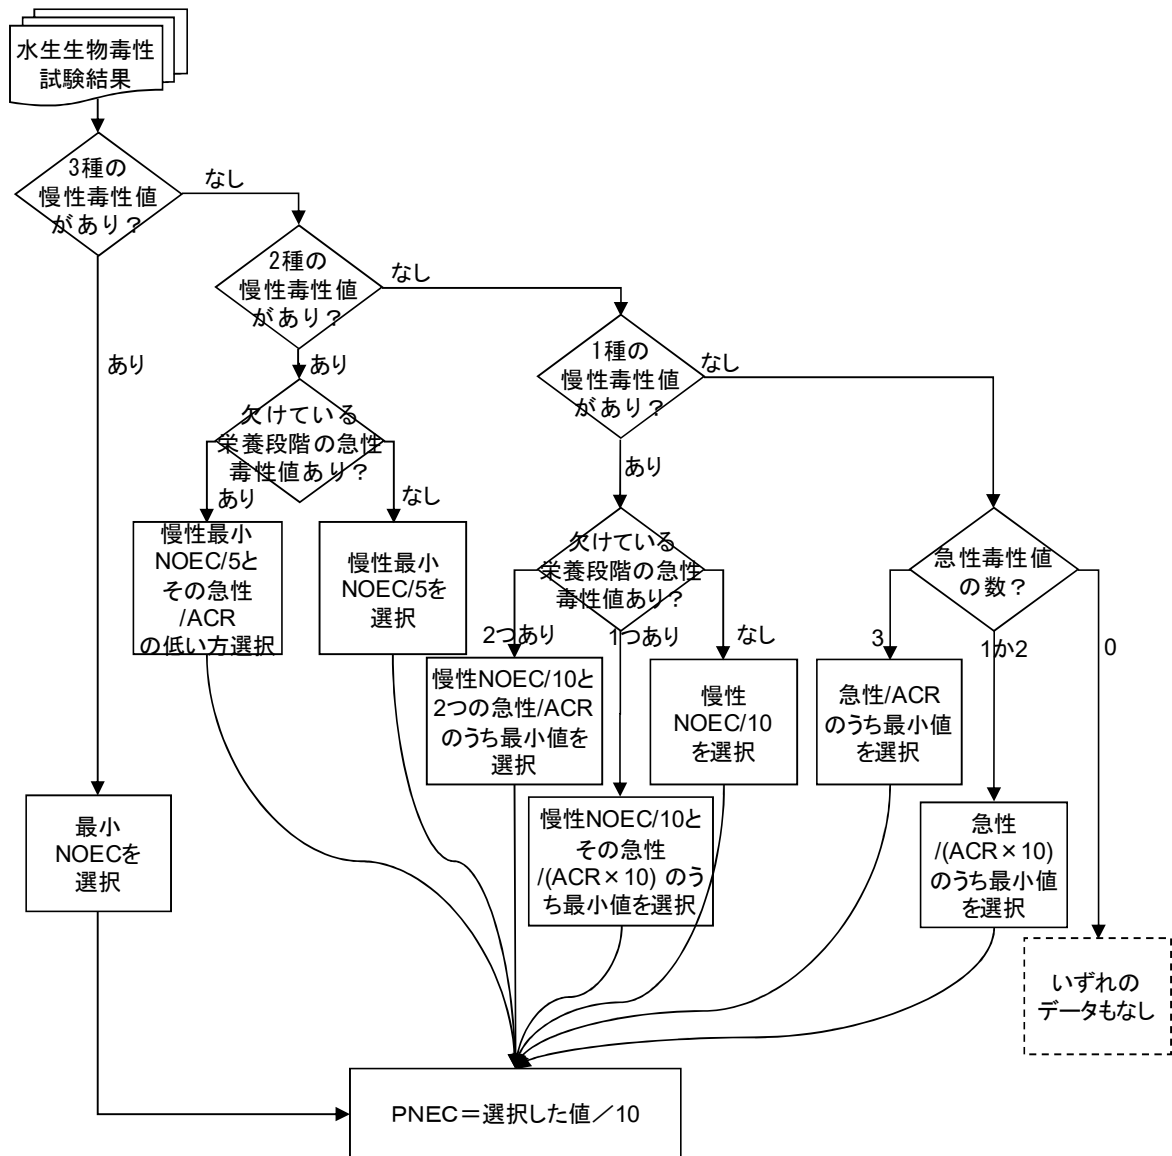 水生生物毒性
試験結果
3種の
慢性毒性値
があり？
なし
2種の
慢性毒性値
があり？
なし
1種の
慢性毒性値
があり？
なし
あり
あり
欠けている
栄養段階の急性
毒性値あり？
あり
なし
あり
慢性最小
NOEC/5と
その急性
/ACR
の低い方選択
慢性最小
NOEC/5を
選択
欠けている
栄養段階の急性
毒性値あり？
2つあり
1つあり
なし
急性毒性値
の数？
3
1か2
0
慢性NOEC/10と
2つの急性/ACR
のうち最小値を
選択
慢性
NOEC/10
を選択
急性/ACR
のうち最小値
を選択
最小
NOECを
選択
慢性NOEC/10と
その急性
/(ACR×10) のう
ち最小値を選択
急性
/(ACR×10)
のうち最小値
を選択
いずれの
データもなし
PNEC＝選択した値／10